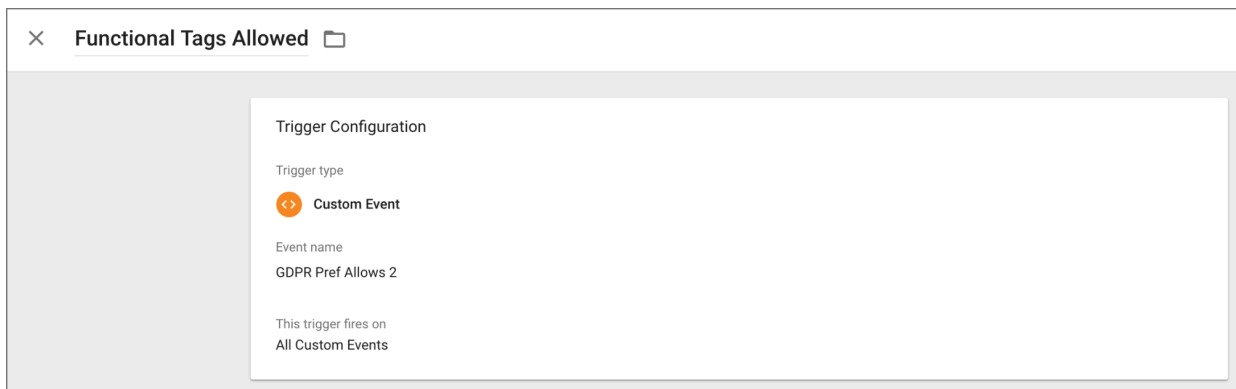 Functional Tags Allowed
Trigger Configuration
Trigger type
Custom Event
Event name
GDPR Pref Allows 2
This trigger fires on
All Custom Events